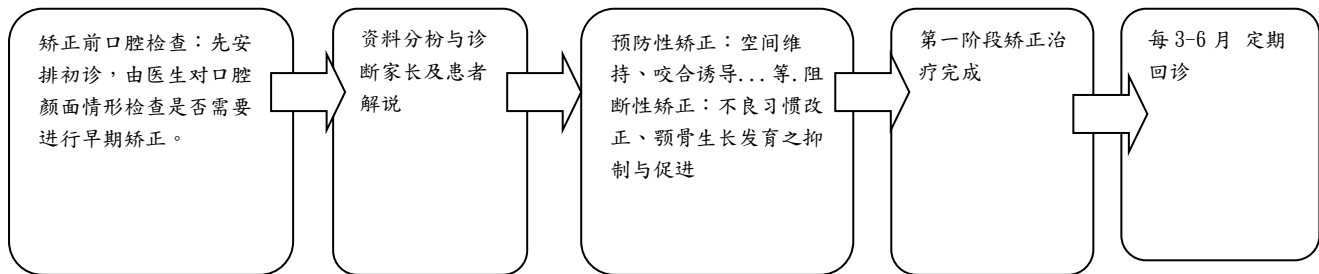 矫正前口腔检查：先安
排初诊，由医生对口腔
颜面情形检查是否需要
进行早期矫正。
资料分枌与诊
断家长及患者
解说
预防性矫正：空间维
持、咬合诱导...等.阻
断性矫正：不良习惯改
正、颚骨生长发育之抑
制与促进
第一阶段矫正治
疗完成
每 3-6 月 定期
回诊